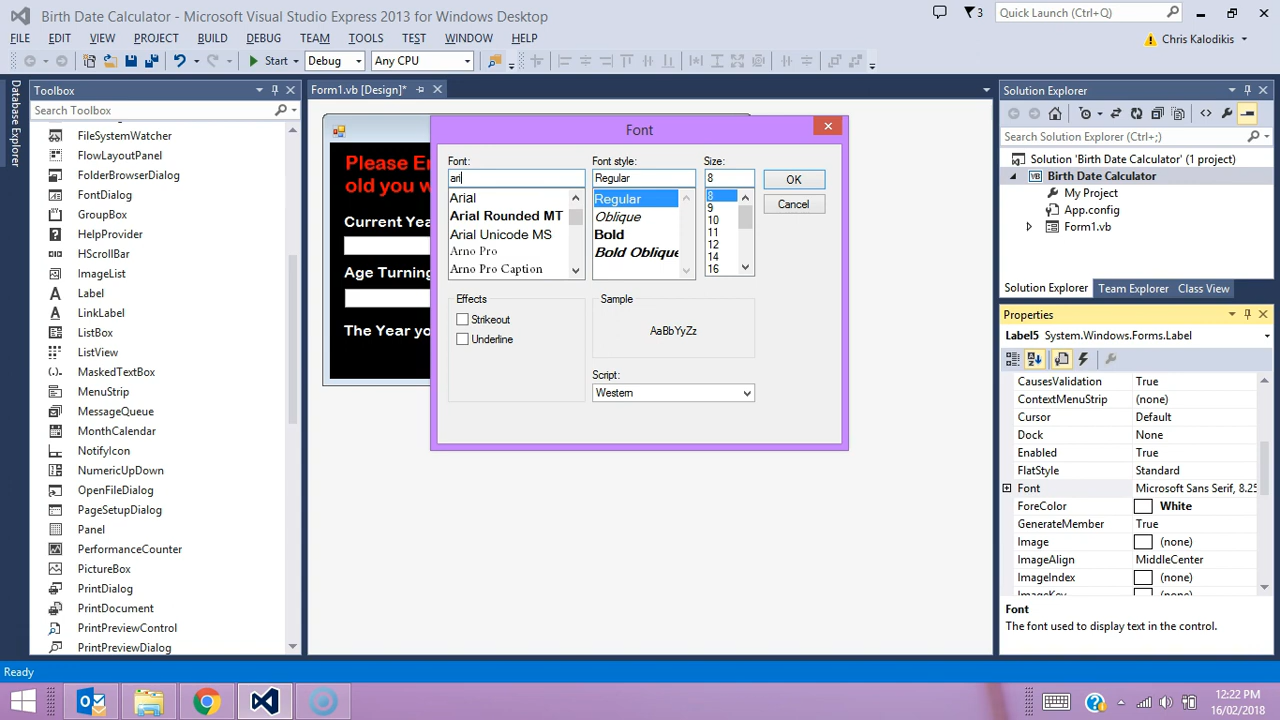 Birth Date Calculator - Microsoft Visual Studio Express 2013 for Windows Desktop
3
Quick Launch (Ctrl+Q)
FILE EDIT VIEW PROJECT BUILD DEBUG TEAM TOOLS TEST WINDOW HELP
Chris Kalodikis
Start Debug Any CPU
Database Explorer
Toolbox
Search Toolbox
FileSystemWatcher
FlowLayoutPanel
FolderBrowserDialog
FontDialog
GroupBox
HelpProvider
HScrollBar
ImageList
Label
LinkLabel
ListBox
ListView
MaskedTextBox
MenuStrip
MessageQueue
MonthCalendar
NotifyIcon
NumericUpDown
OpenFileDialog
PageSetupDialog
Panel
PerformanceCounter
PictureBox
PrintDialog
PrintDocument
PrintPreviewControl
PrintPreviewDialog
Form1.vb [Design]*
Please En
old you w
Current Yea
Age Turning
The Year yo
Font
Font:
ari
Arial
Arial Rounded MT
Arial Unicode MS
Arno Pro
Arno Pro Caption
Font style:
Regular
Regular
Oblique
Bold
Bold Oblique
Size:
8
8
9
10
11
12
14
16
OK
Cancel
Effects
Strikeout
Underline
Sample
AaBbYyZz
Script:
Western
Solution Explorer
Search Solution Explorer (Ctrl+;)
Solution 'Birth Date Calculator' (1 project)
VB Birth Date Calculator
My Project
App.config
Form1.vb
Solution Explorer Team Explorer Class View
Properties
Label5 System.Windows.Forms.Label
CausesValidation True
ContextMenuStrip (none)
Cursor Default
Dock None
Enabled True
FlatStyle Standard
Font Microsoft Sans Serif, 8.25
ForeColor White
GenerateMember True
Image (none)
ImageAlign MiddleCenter
ImageIndex (none)
ImageKey (none)
Font
The font used to display text in the control.
Ready
12:22 PM
16/02/2018